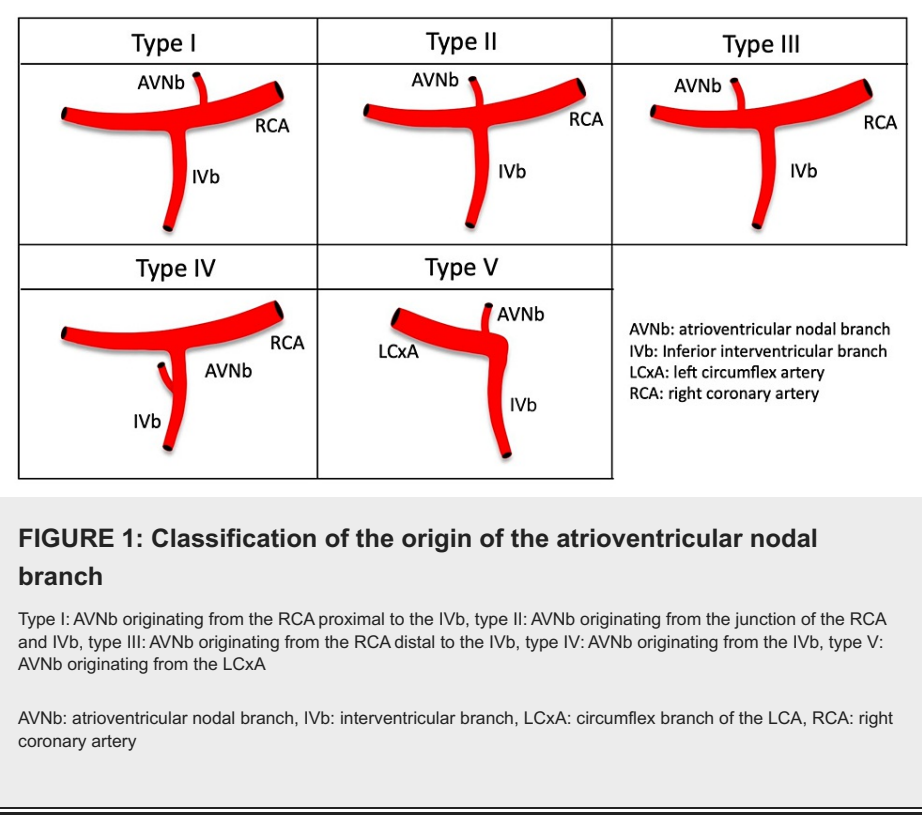 Type I
Type II
Type III
AVNb
RCA
IVb
AVNb
RCA
IVb
AVNb
RCA
IVb
Type IV
Type V
RCA
AVNb
IVb
AVNb
LCxA
IVb
AVNb: atrioventricular nodal branch
IVb: Inferior interventricular branch
LCxA: left circumflex artery
RCA: right coronary artery
FIGURE 1: Classification of the origin of the atrioventricular nodal
branch
Type I: AVNb originating from the RCA proximal to the IVb, type II: AVNb originating from the junction of the RCA
and IVb, type III: AVNb originating from the RCA distal to the IVb, type IV: AVNb originating from the IVb, type V:
AVNb originating from the LCxA
AVNb: atrioventricular nodal branch, IVb: interventricular branch, LCxA: circumflex branch of the LCA, RCA: right
coronary artery